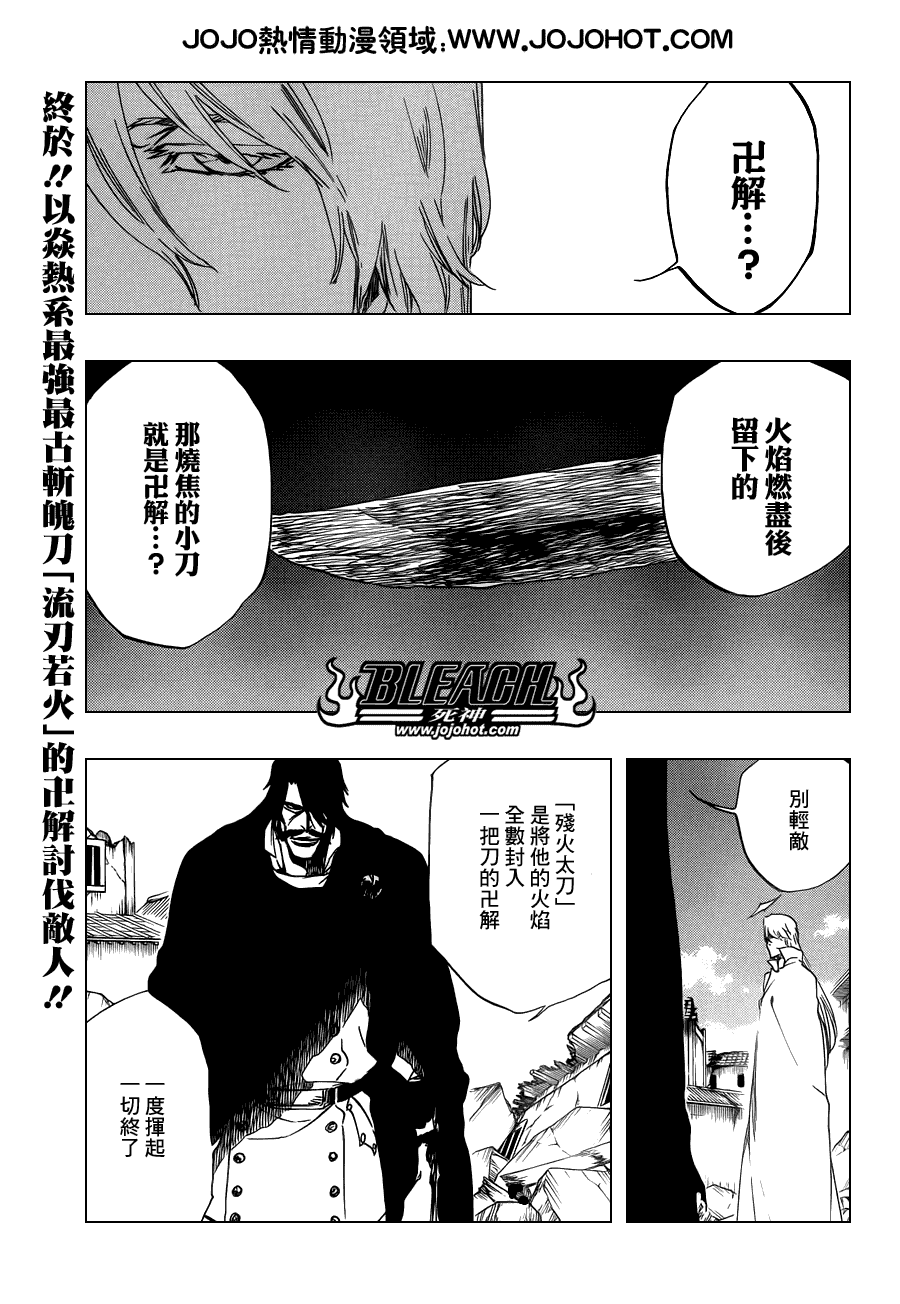 JOJO熱情動漫領域:WWW.JOJOHOT.COM
終於!!以焱熱系最強最古斬魄刀「流刃若火」的卍解討伐敵人!!
卍解…?
火焰燃盡後
留下的
那燒焦的小刀
就是卍解…?
BLEACH
死神
www.jojohot.com
別輕敵
「殘火太刀」
是將他的火焰
全數封入
一把刀的卍解
一度揮起
一切終了